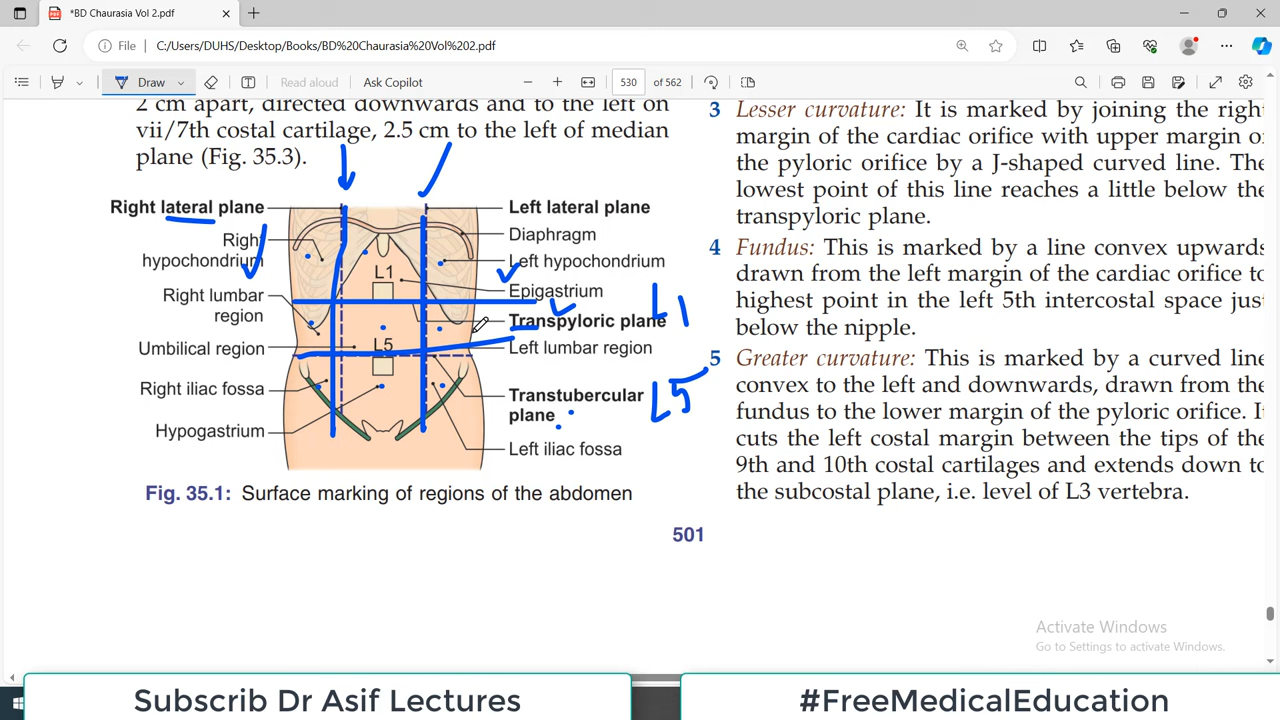 *BD Chaurasia Vol 2.pdf
File
C:/Users/DUHS/Desktop/Books/BD%20Chaurasia%20Vol%202.pdf
Draw
Read aloud
Ask Copilot
530
of 562
2 cm apart, directed downwards and to the left on
vii/7th costal cartilage, 2.5 cm to the left of median
plane (Fig. 35.3).
Right lateral plane
Right
hypochondrium
Right lumbar
region
Umbilical region
Right iliac fossa
Hypogastrium
L1
L5
Left lateral plane
Diaphragm
Left hypochondrium
Epigastrium
Transpyloric plane
Left lumbar region
Transtubercular
plane
Left iliac fossa
L1
L5
Fig. 35.1: Surface marking of regions of the abdomen
3 Lesser curvature: It is marked by joining the right
margin of the cardiac orifice with upper margin of
the pyloric orifice by a J-shaped curved line. The
lowest point of this line reaches a little below the
transpyloric plane.
4 Fundus: This is marked by a line convex upwards
drawn from the left margin of the cardiac orifice to
highest point in the left 5th intercostal space just
below the nipple.
5 Greater curvature: This is marked by a curved line
convex to the left and downwards, drawn from the
fundus to the lower margin of the pyloric orifice. It
cuts the left costal margin between the tips of the
9th and 10th costal cartilages and extends down to
the subcostal plane, i.e. level of L3 vertebra.
501
Activate Windows
Go to Settings to activate Windows.
Subscrib Dr Asif Lectures
#FreeMedicalEducation